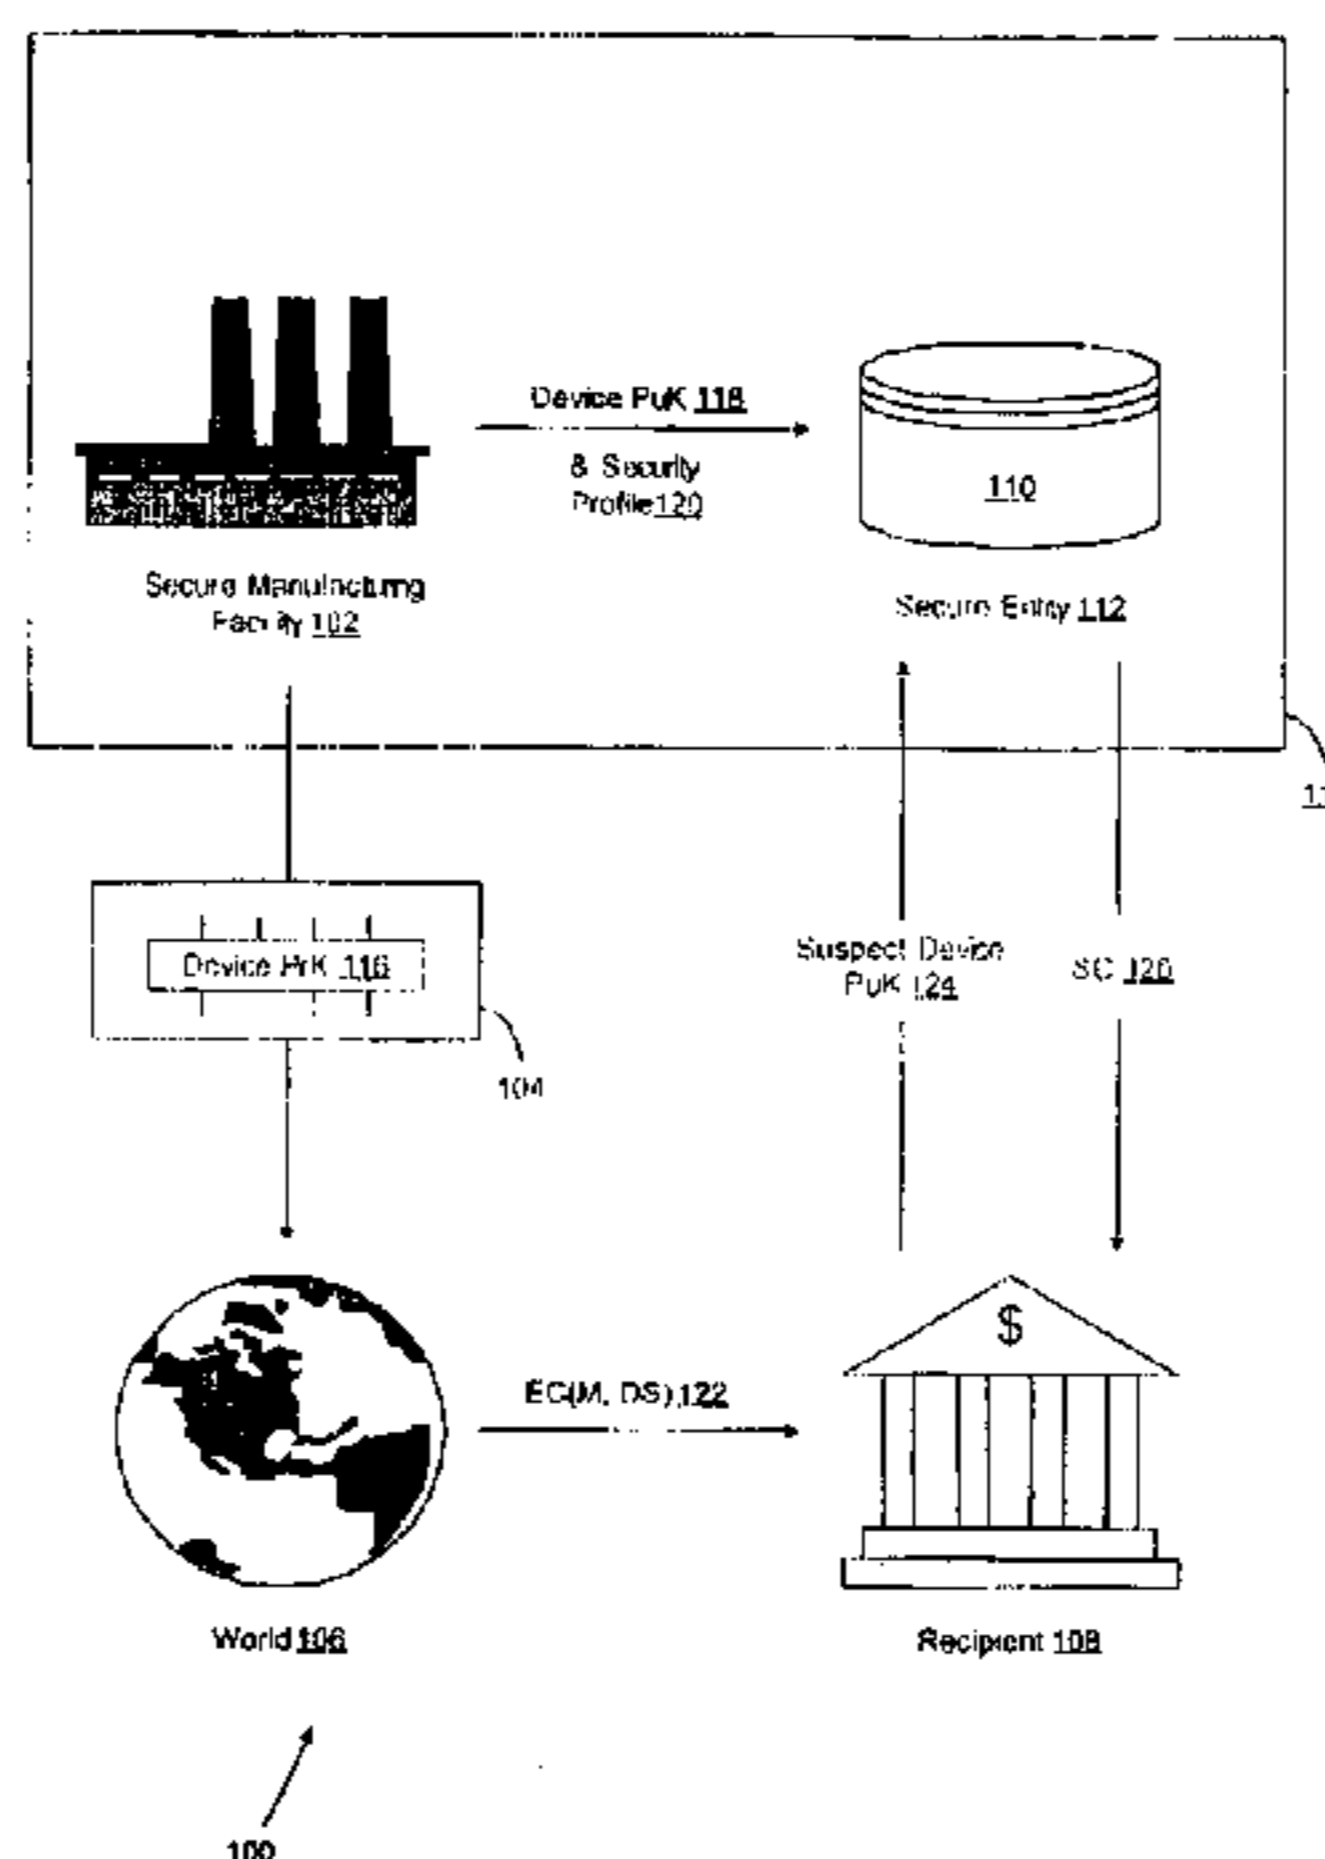 Device PuK 118
& Security
Profile 120
110
Secure Manufacturing
Facility 102
Secure Entity 112
Device PrK 116
104
Suspect Device
PuK 124
SC 126
EC(M, DS) 122
$
World 106
Recipient 108
100